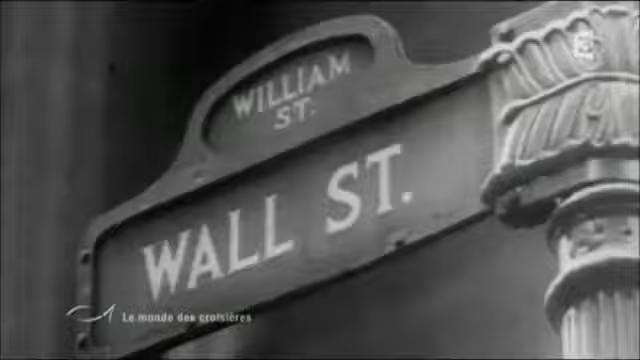 WILLIAM
ST.
WALL ST.
Le monde des croisières